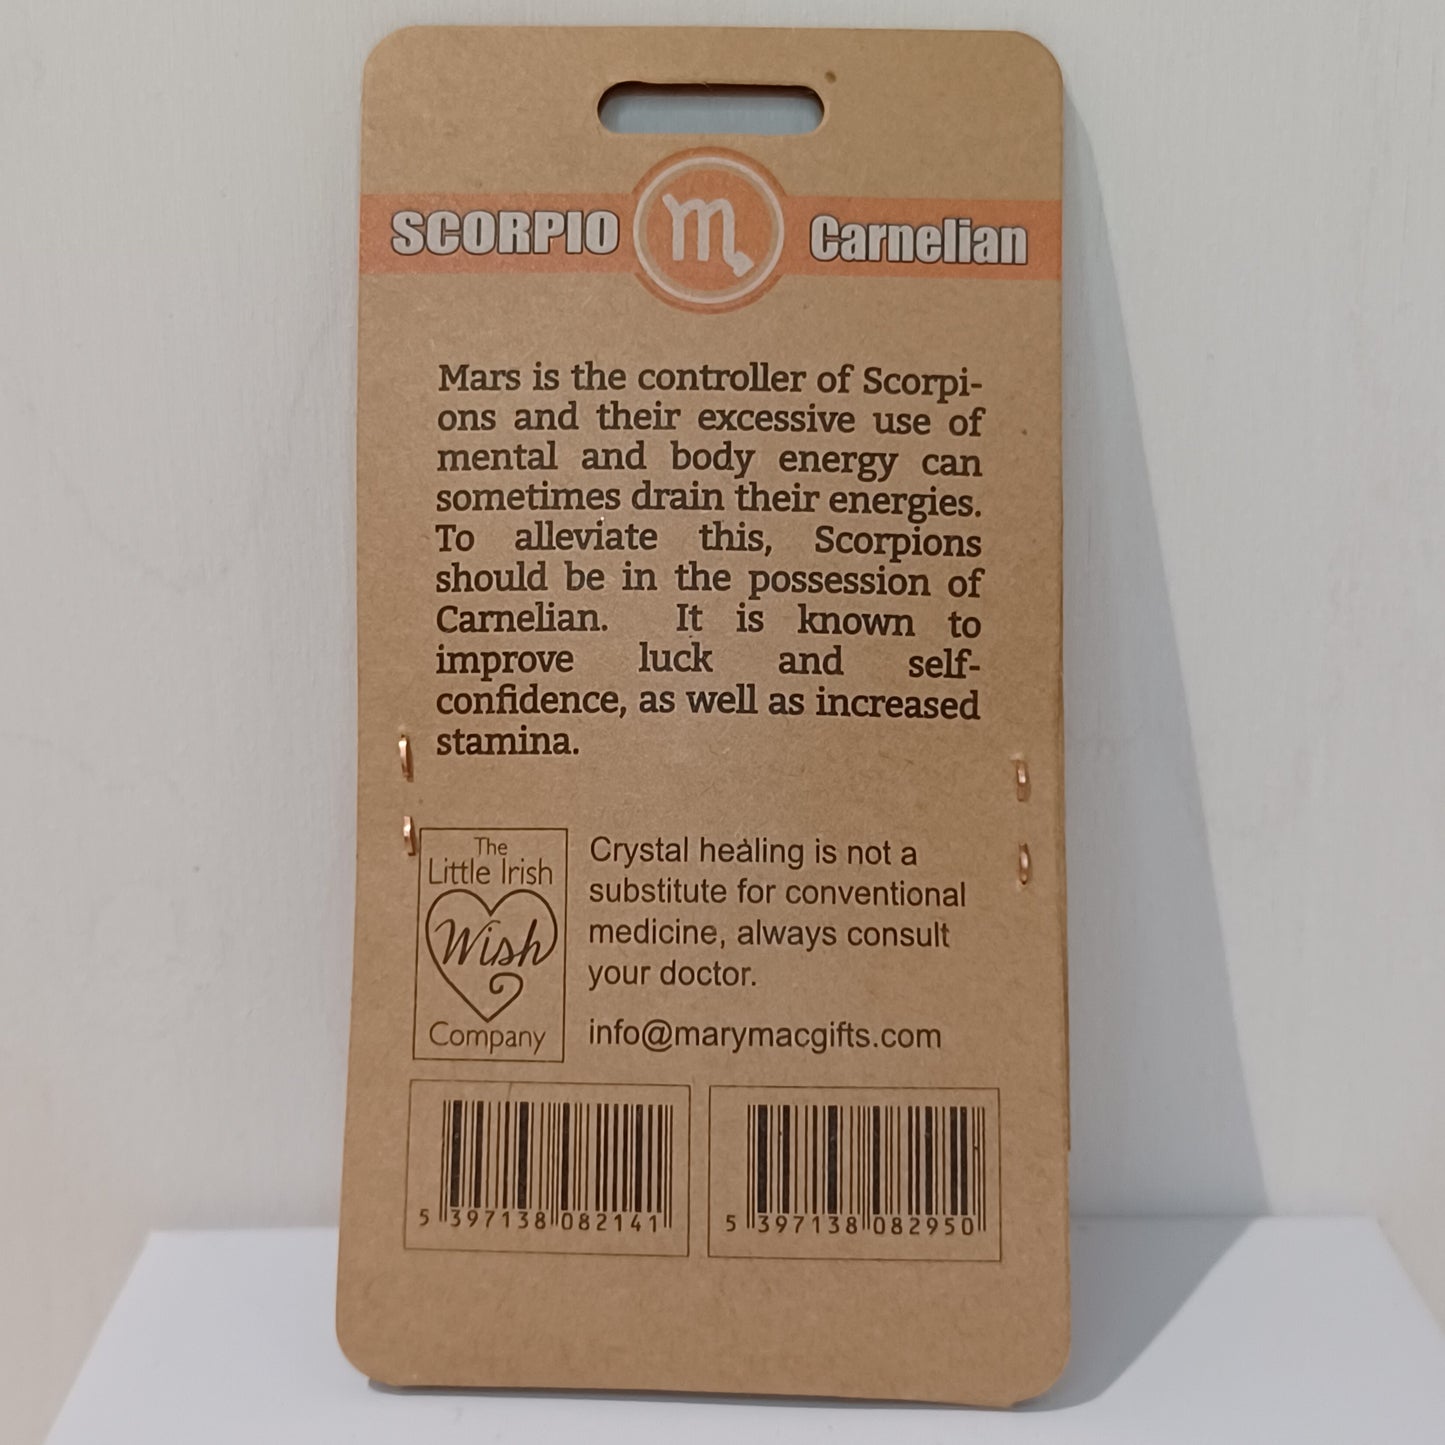 SCORPIO ♏ Carnelian
Mars is the controller of Scorpi-
ons and their excessive use of
mental and body energy can
sometimes drain their energies.
To alleviate this, Scorpions
should be in the possession of
Carnelian. It is known to
improve luck and self-
confidence, as well as increased
stamina.
The
Little Irish
Wish
Company
Crystal healing is not a
substitute for conventional
medicine, always consult
your doctor.
info@marymacgifts.com
5 397138 082141
5 397138 082950